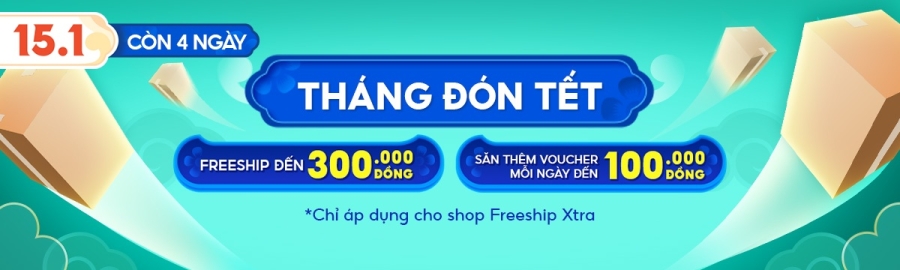 15.1 CÒN 4 NGÀY
THÁNG ĐÓN TẾT
FREESHIP ĐẾN 300.000 ĐỒNG
SĂN THÊM VOUCHER
MỖI NGÀY ĐẾN 100.000 ĐỒNG
*Chỉ áp dụng cho shop Freeship Xtra